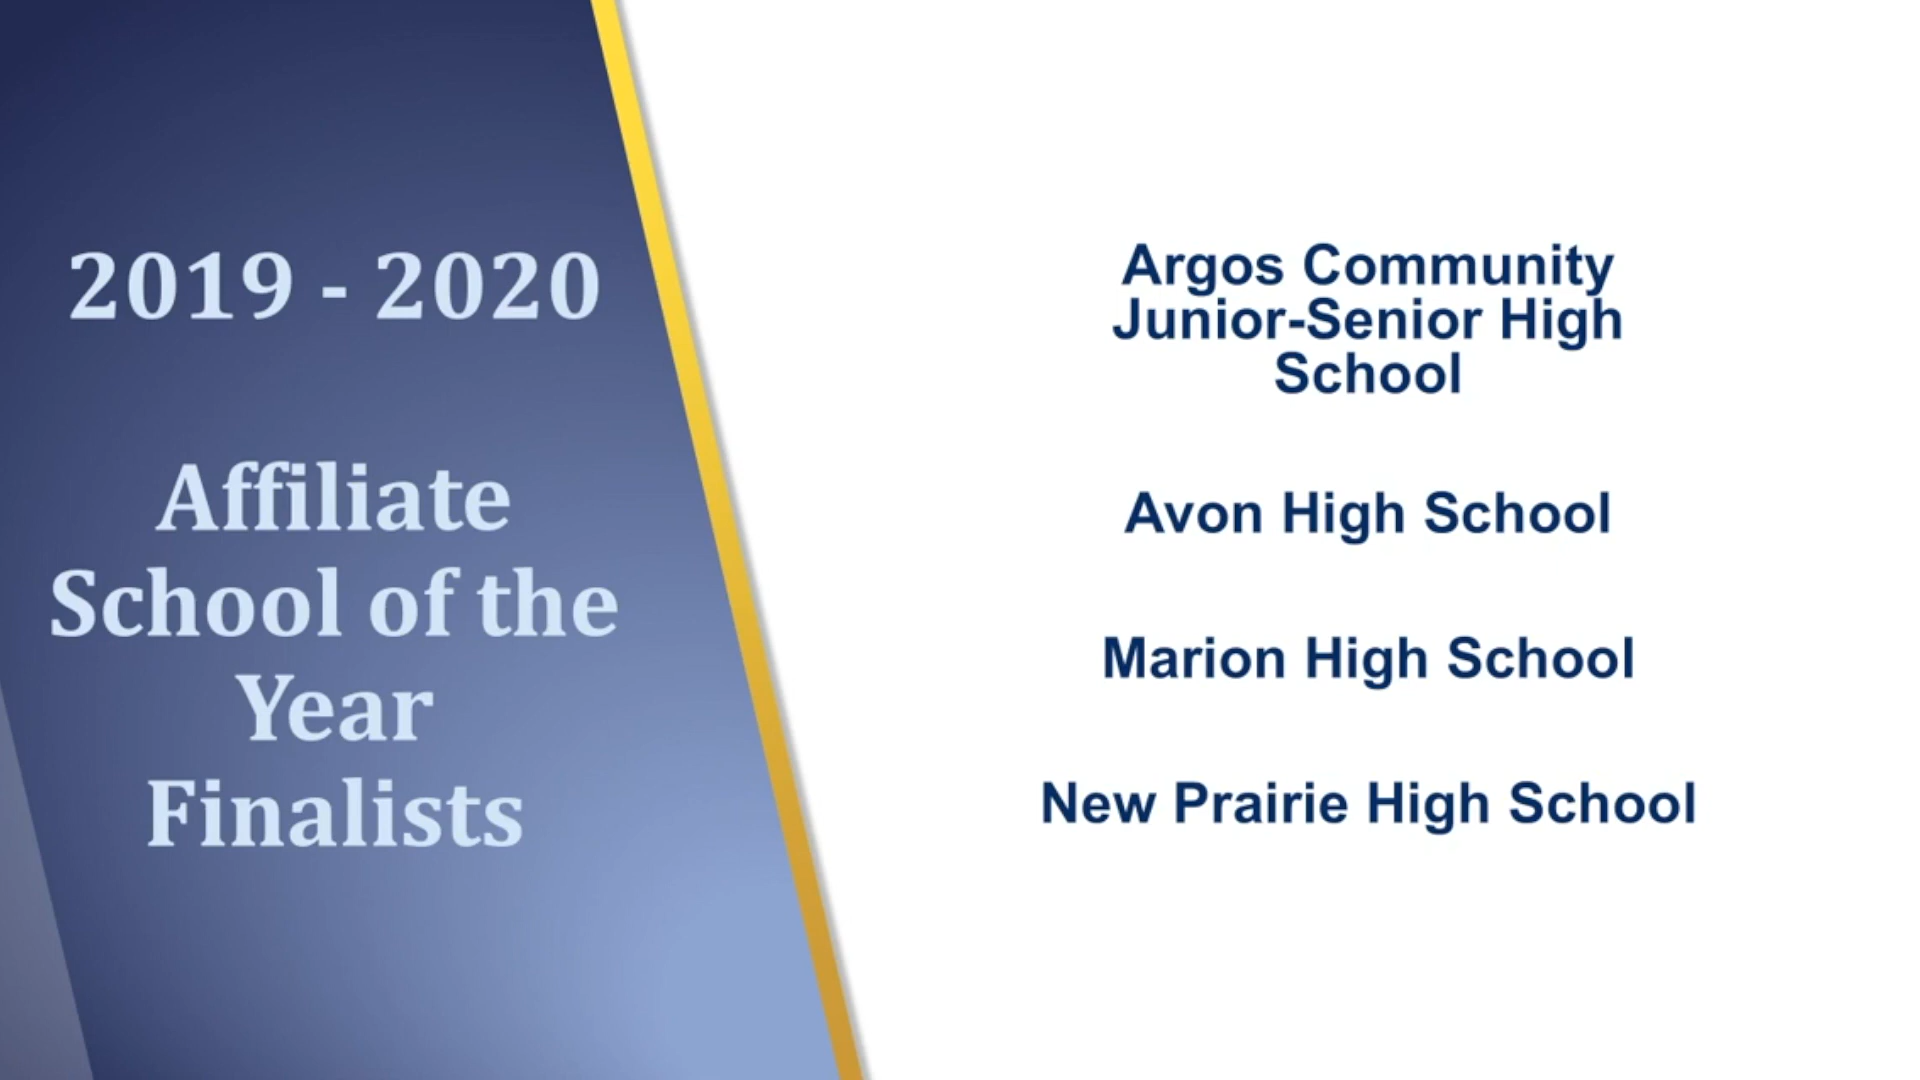 2019 - 2020
Affiliate
School of the
Year
Finalists
Argos Community
Junior-Senior High
School
Avon High School
Marion High School
New Prairie High School